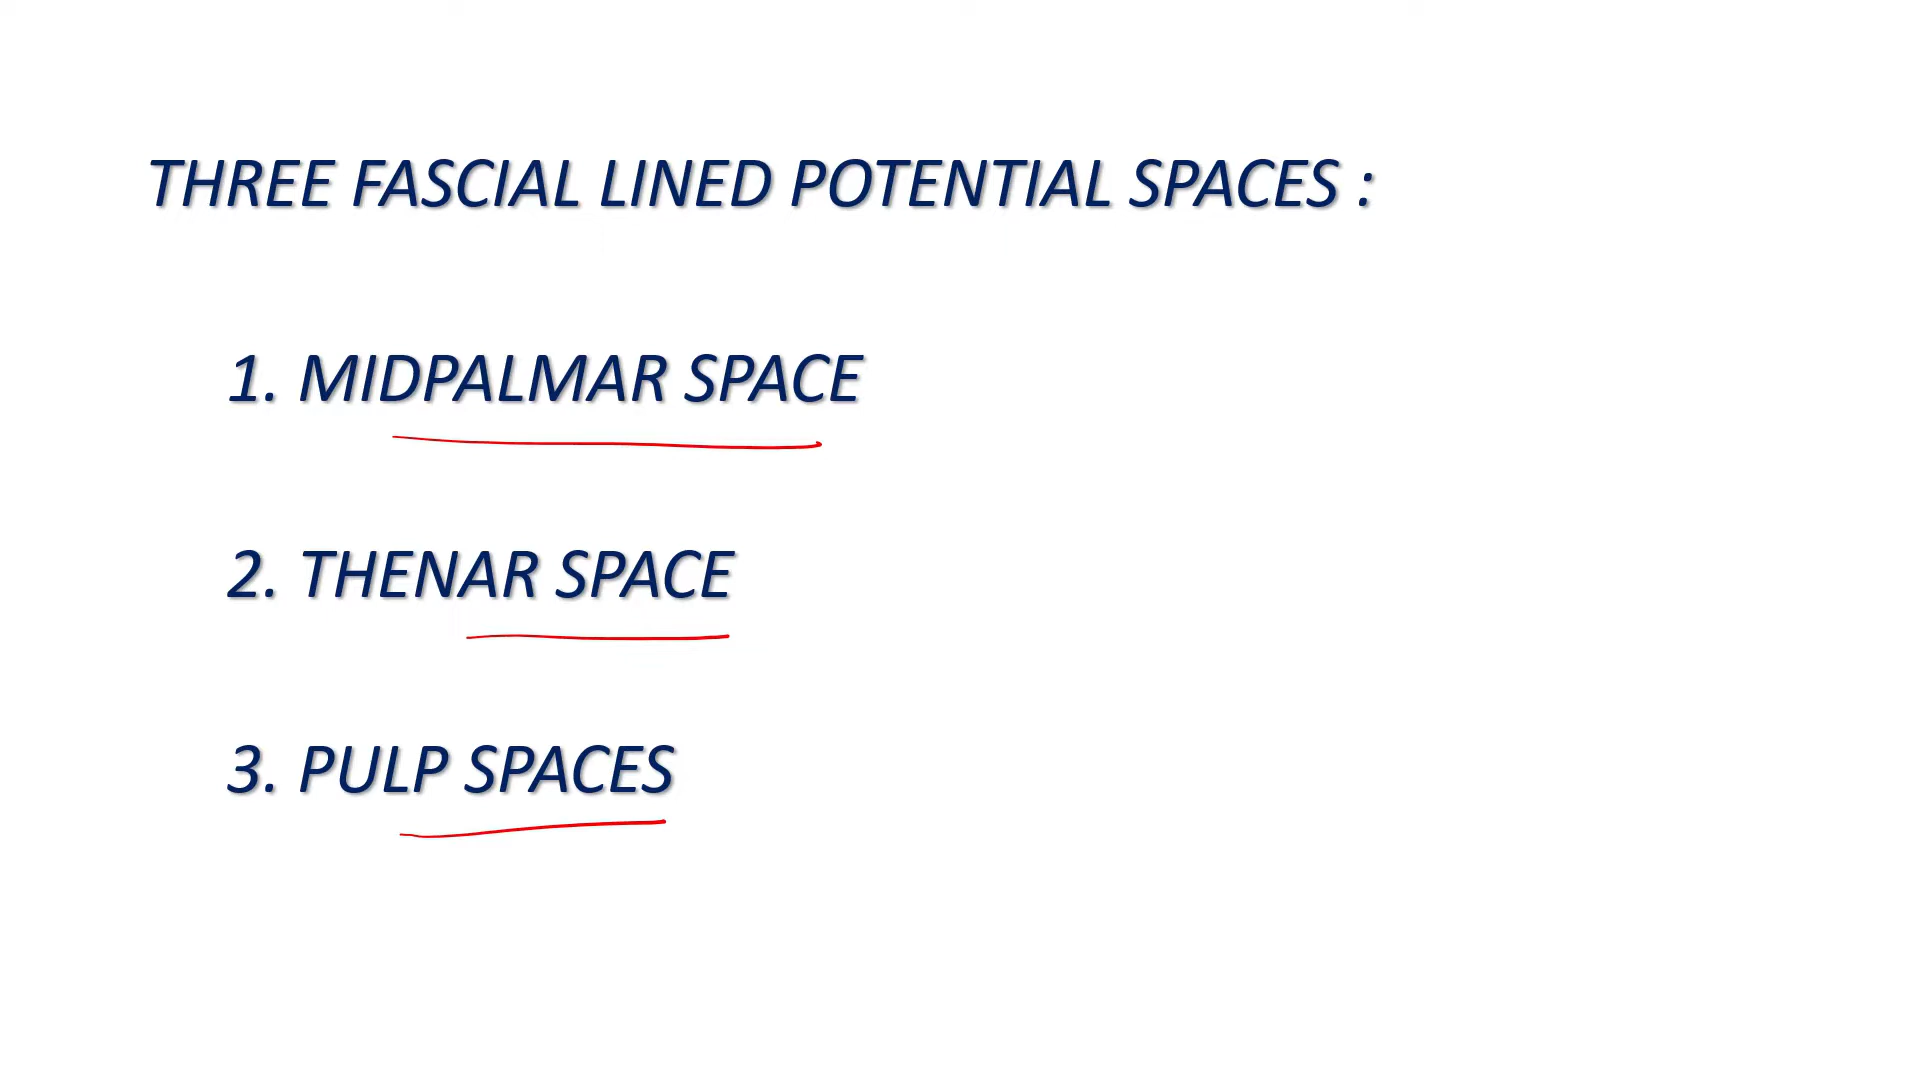 THREE FASCIAL LINED POTENTIAL SPACES :
1. MIDPALMAR SPACE
2. THENAR SPACE
3. PULP SPACES